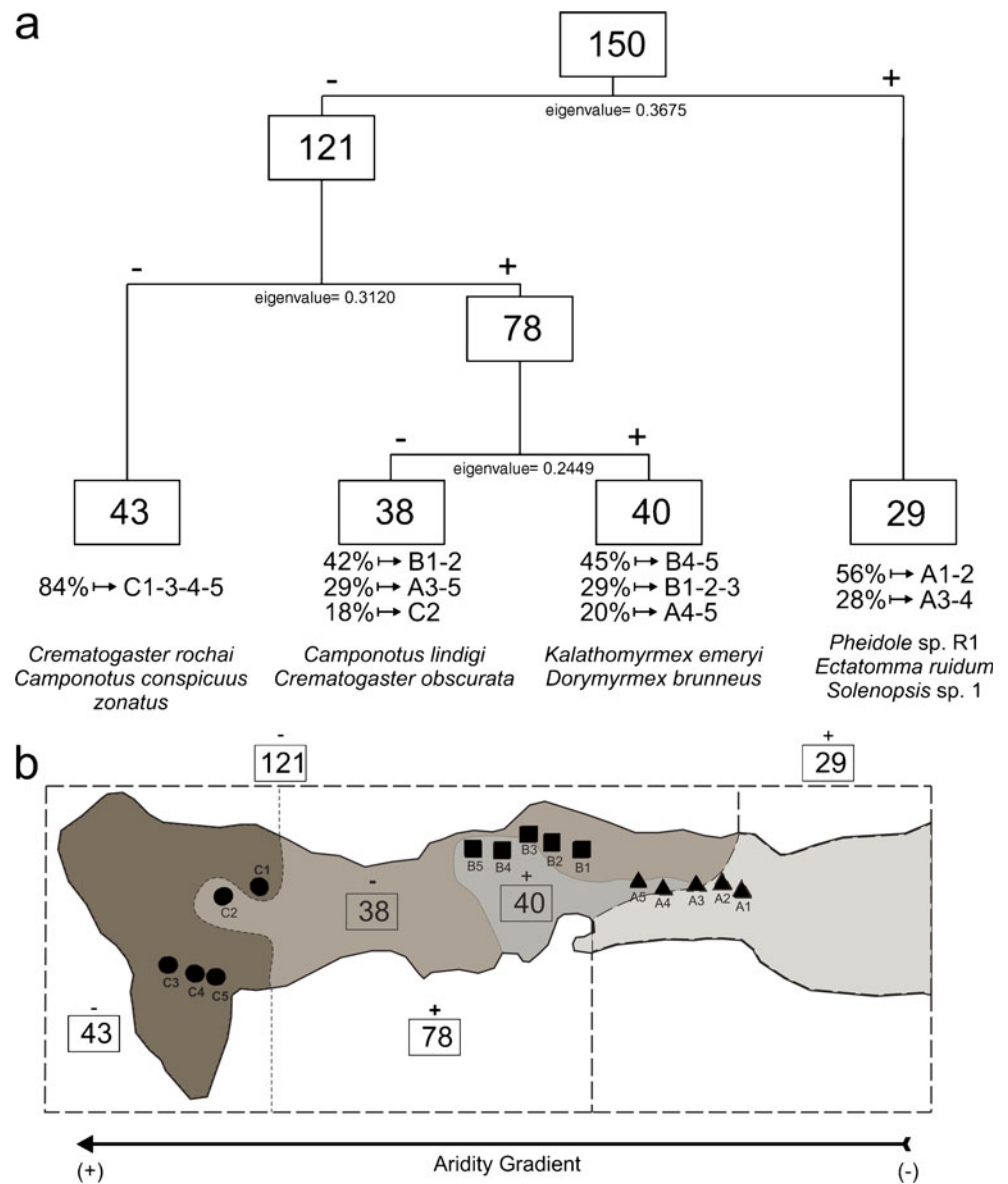 a
150
- +
eigenvalue= 0.3675
121
- +
eigenvalue= 0.3120
78
- +
eigenvalue= 0.2449
43
84%↦ C1-3-4-5
Crematogaster rochai
Camponotus conspicuus
zonatus
38
42%↦ B1-2
29%↦ A3-5
18%↦ C2
Camponotus lindigi
Crematogaster obscurata
40
45%↦ B4-5
29%↦ B1-2-3
20%↦ A4-5
Kalathomyrmex emeryi
Dorymyrmex brunneus
29
56%↦ A1-2
28%↦ A3-4
Pheidole sp. R1
Ectatomma ruidum
Solenopsis sp. 1
b
-
121
+
29
B5
B4
B3
B2
B1
C1
C2
-
38
+
40
A5
A4
A3
A2
A1
C3
C4
C5
-
43
+
78
(+) Aridity Gradient (-)